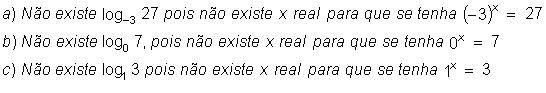 a) Não existe log₋₃ 27 pois não existe x real para que se tenha (−3)ˣ = 27
b) Não existe log₀ 7, pois não existe x real para que se tenha 0ˣ = 7
c) Não existe log₁ 3 pois não existe x real para que se tenha 1ˣ = 3